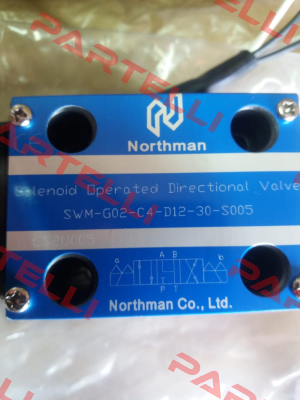 PARTELLI
Northman
Solenoid Operated Directional Valve
SWM-G02-C4-D12-30-S005
a A B b
P T
Northman Co., Ltd.